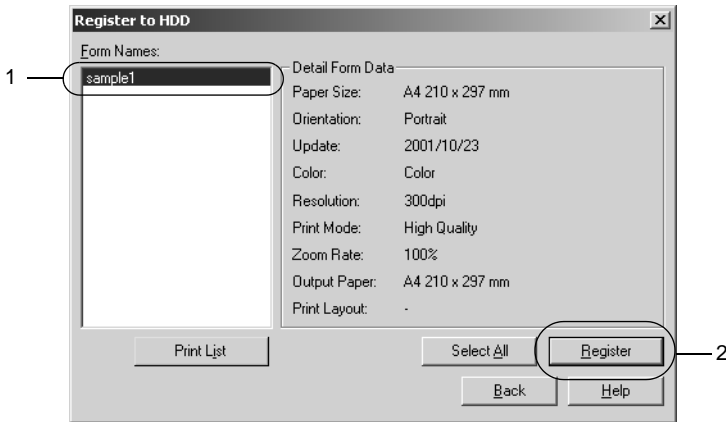 Register to HDD
Form Names:
1
sample1
Detail Form Data
Paper Size: A4 210 x 297 mm
Orientation: Portrait
Update: 2001/10/23
Color: Color
Resolution: 300dpi
Print Mode: High Quality
Zoom Rate: 100%
Output Paper: A4 210 x 297 mm
Print Layout: -
Print List
Select All
Register
2
Back
Help